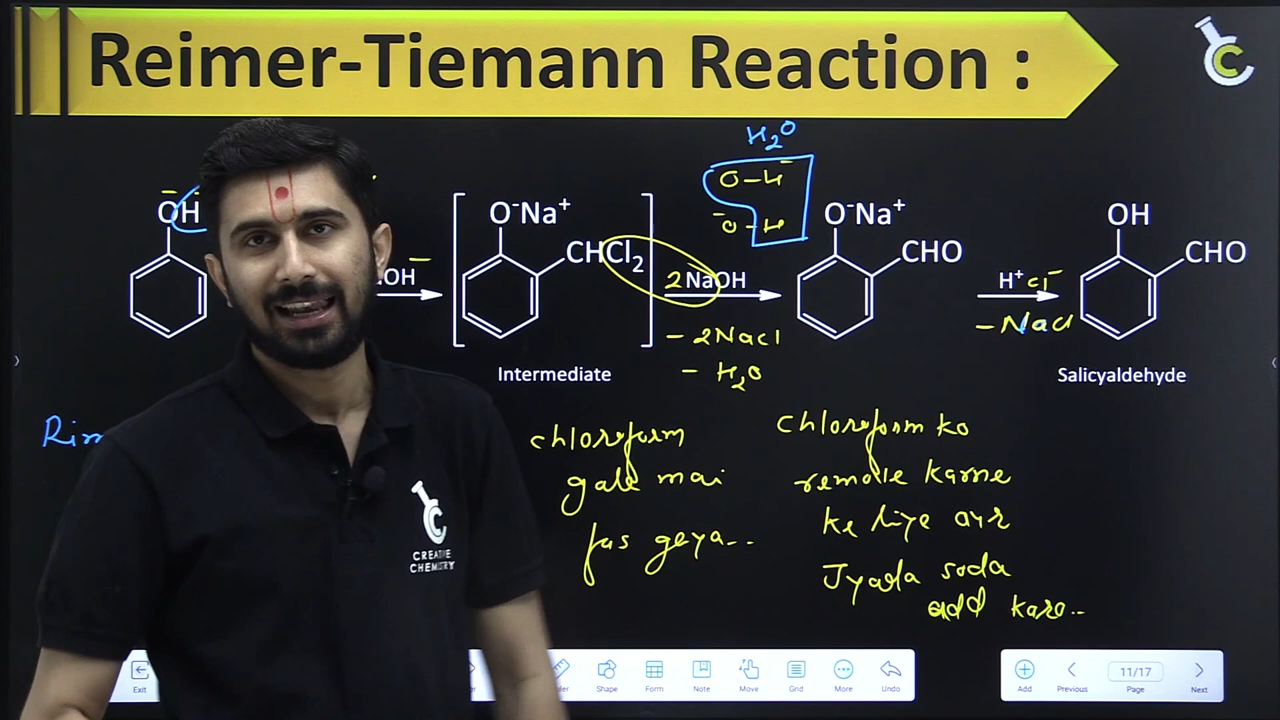 Reimer-Tiemann Reaction :
C
H₂O
O-H⁻
⁻O-H
OH
O⁻Na⁺
CHCl₂
OH⁻
2NaOH
- 2NaCl
- H₂O
O⁻Na⁺
CHO
H⁺ Cl⁻
- NaCl
OH
CHO
Intermediate
Salicyaldehyde
chloroform
gale mai
fas geya..
Chloroform ko
remove karne
ke liye aur
Jyada soda
add karo..
C
CREATIVE
CHEMISTRY
Exit
Shape
Form
Note
Move
Grid
More
Undo
Add
Previous
11/17
Page
Next